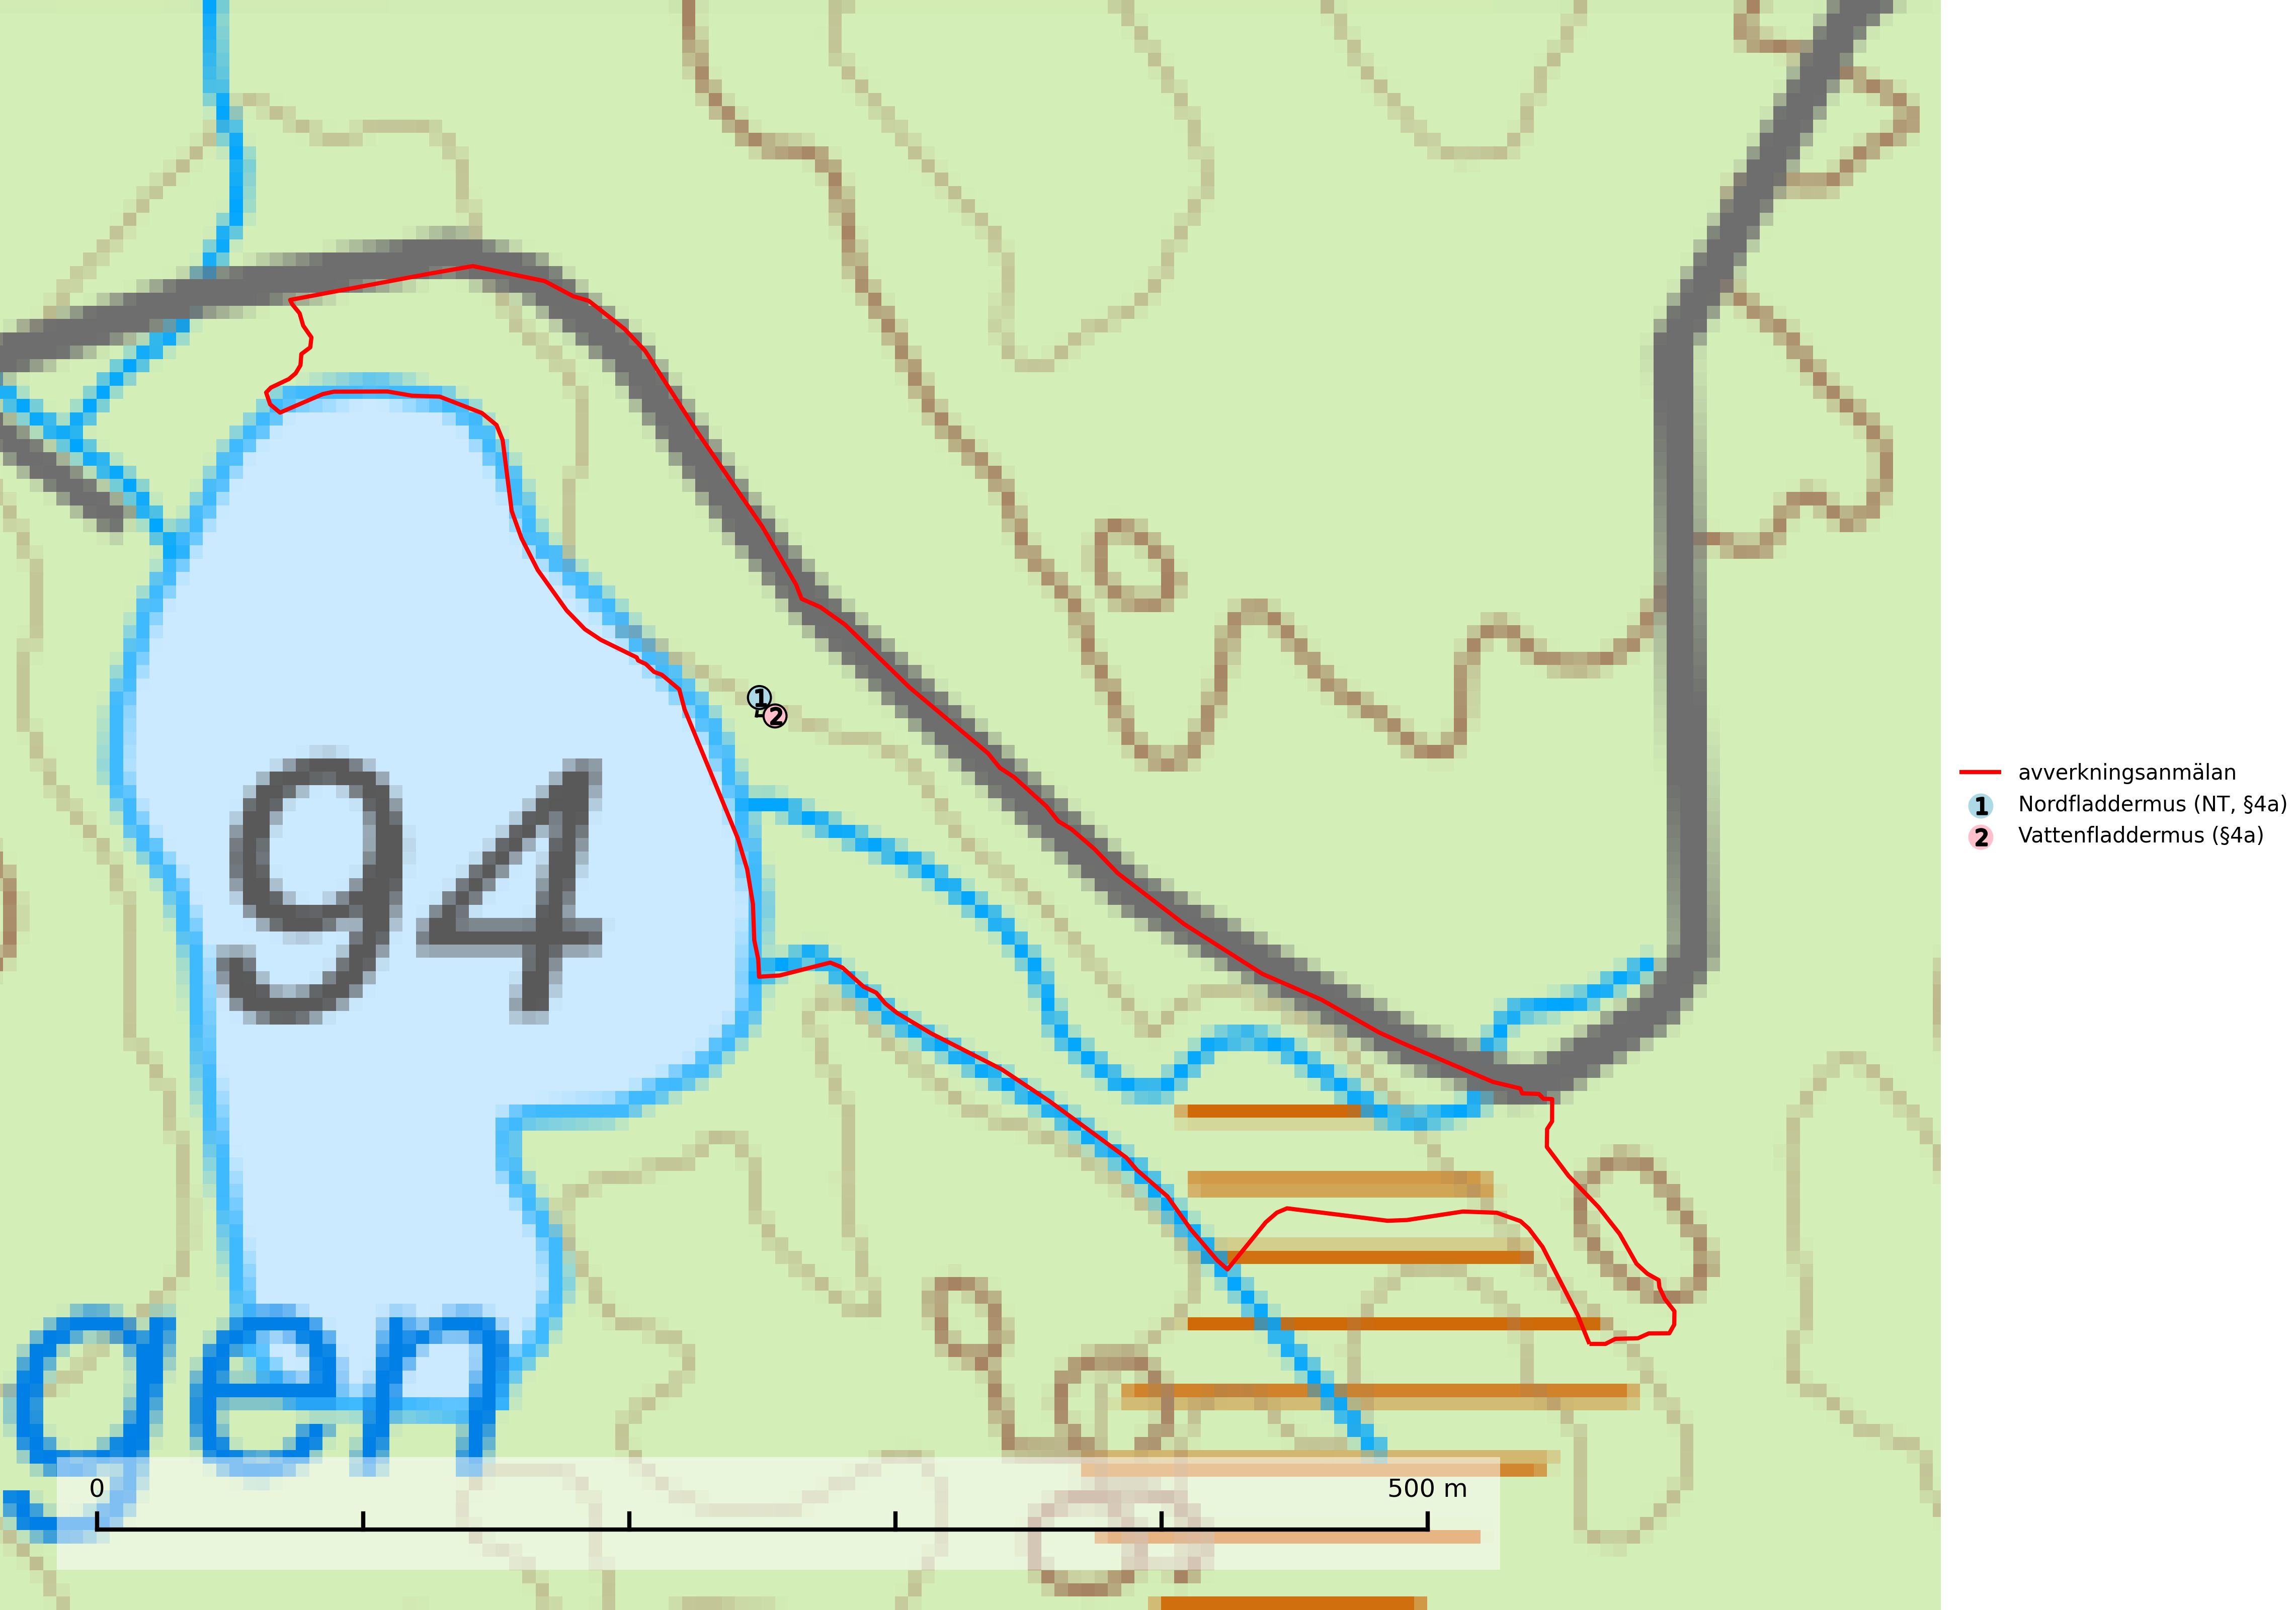 1
2
94
gen
0 500 m
avverkningsanmälan
1 Nordfladdermus (NT, §4a)
2 Vattenfladdermus (§4a)